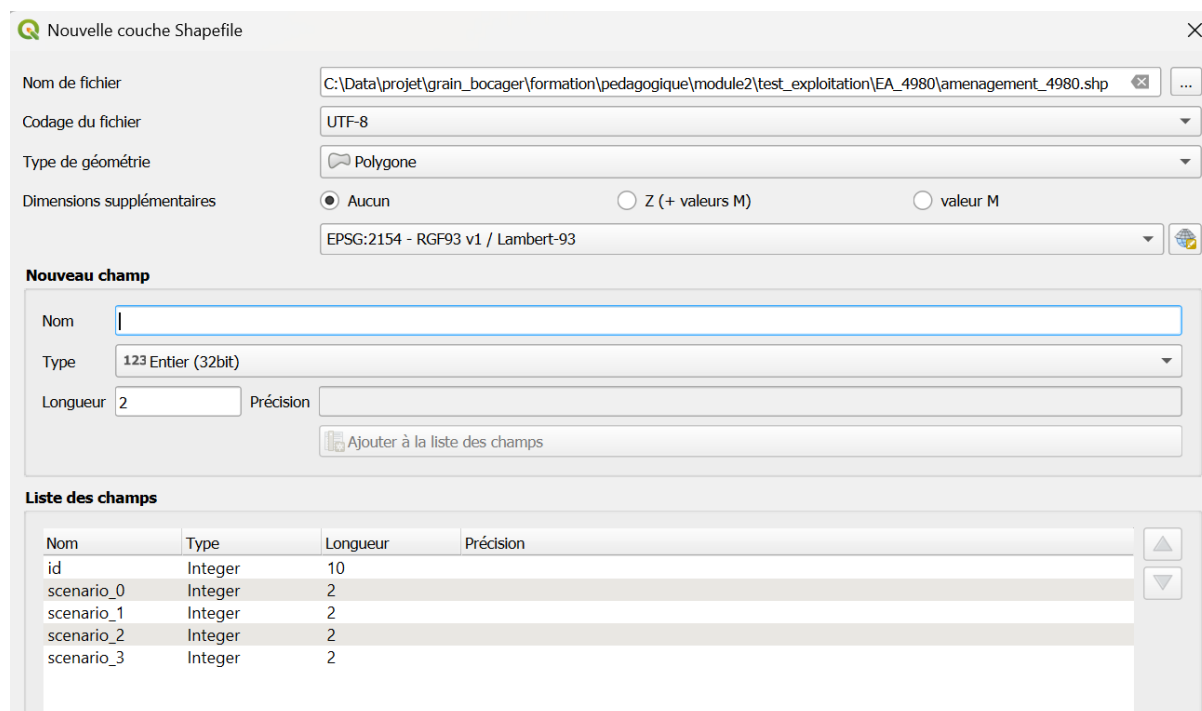 Nouvelle couche Shapefile
Nom de fichier C:\Data\projet\grain_bocager\formation\pedagogique\module2\test_exploitation\EA_4980\amenagement_4980.shp ...
Codage du fichier UTF-8
Type de géométrie Polygone
Dimensions supplémentaires Aucun Z (+ valeurs M) valeur M
EPSG:2154 - RGF93 v1 / Lambert-93
Nouveau champ
Nom
Type 123 Entier (32bit)
Longueur 2 Précision
Ajouter à la liste des champs
Liste des champs
Nom Type Longueur Précision
id Integer 10
scenario_0 Integer 2
scenario_1 Integer 2
scenario_2 Integer 2
scenario_3 Integer 2